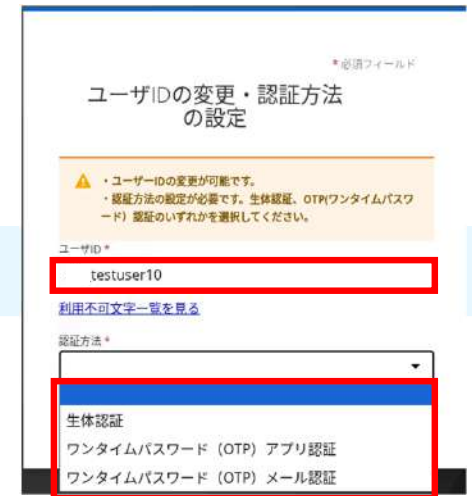 *必須フィールド
ユーザIDの変更・認証方法
の設定
・ユーザーIDの変更が可能です。
・認証方法の設定が必要です。生体認証、OTP(ワンタイムパスワ
ード）認証のいずれかを選択してください。
ユーザID *
testuser10
利用不可文字一覧を見る
認証方法 *
生体認証
ワンタイムパスワード（OTP）アプリ認証
ワンタイムパスワード（OTP）メール認証